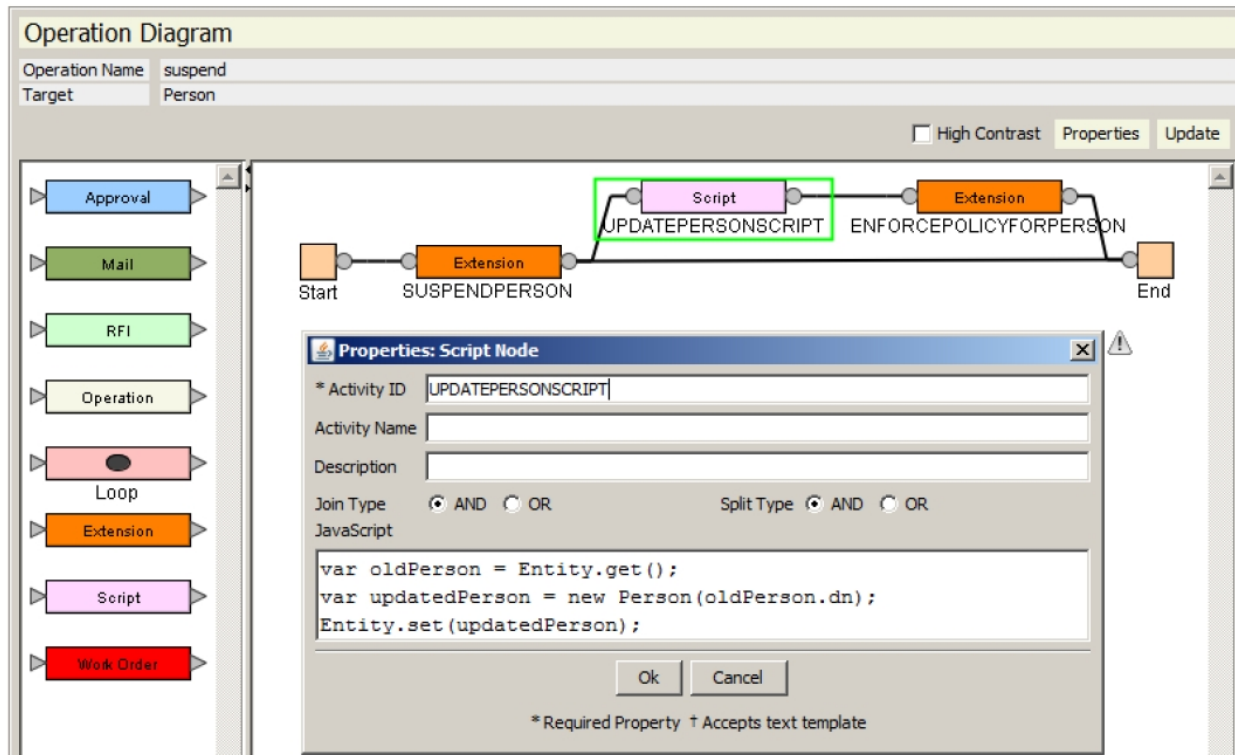 Operation Diagram
Operation Name suspend
Target Person
High Contrast Properties Update
Approval
Mail
RFI
Operation
Loop
Extension
Script
Work Order
Script Extension
UPDATEPERSONSCRIPT ENFORCEPOLICYFORPERSON
Extension
Start SUSPENDPERSON End
Properties: Script Node
* Activity ID UPDATEPERSONSCRIPT
Activity Name
Description
Join Type AND OR Split Type AND OR
JavaScript
var oldPerson = Entity.get();
var updatedPerson = new Person(oldPerson.dn);
Entity.set(updatedPerson);
Ok Cancel
* Required Property † Accepts text template